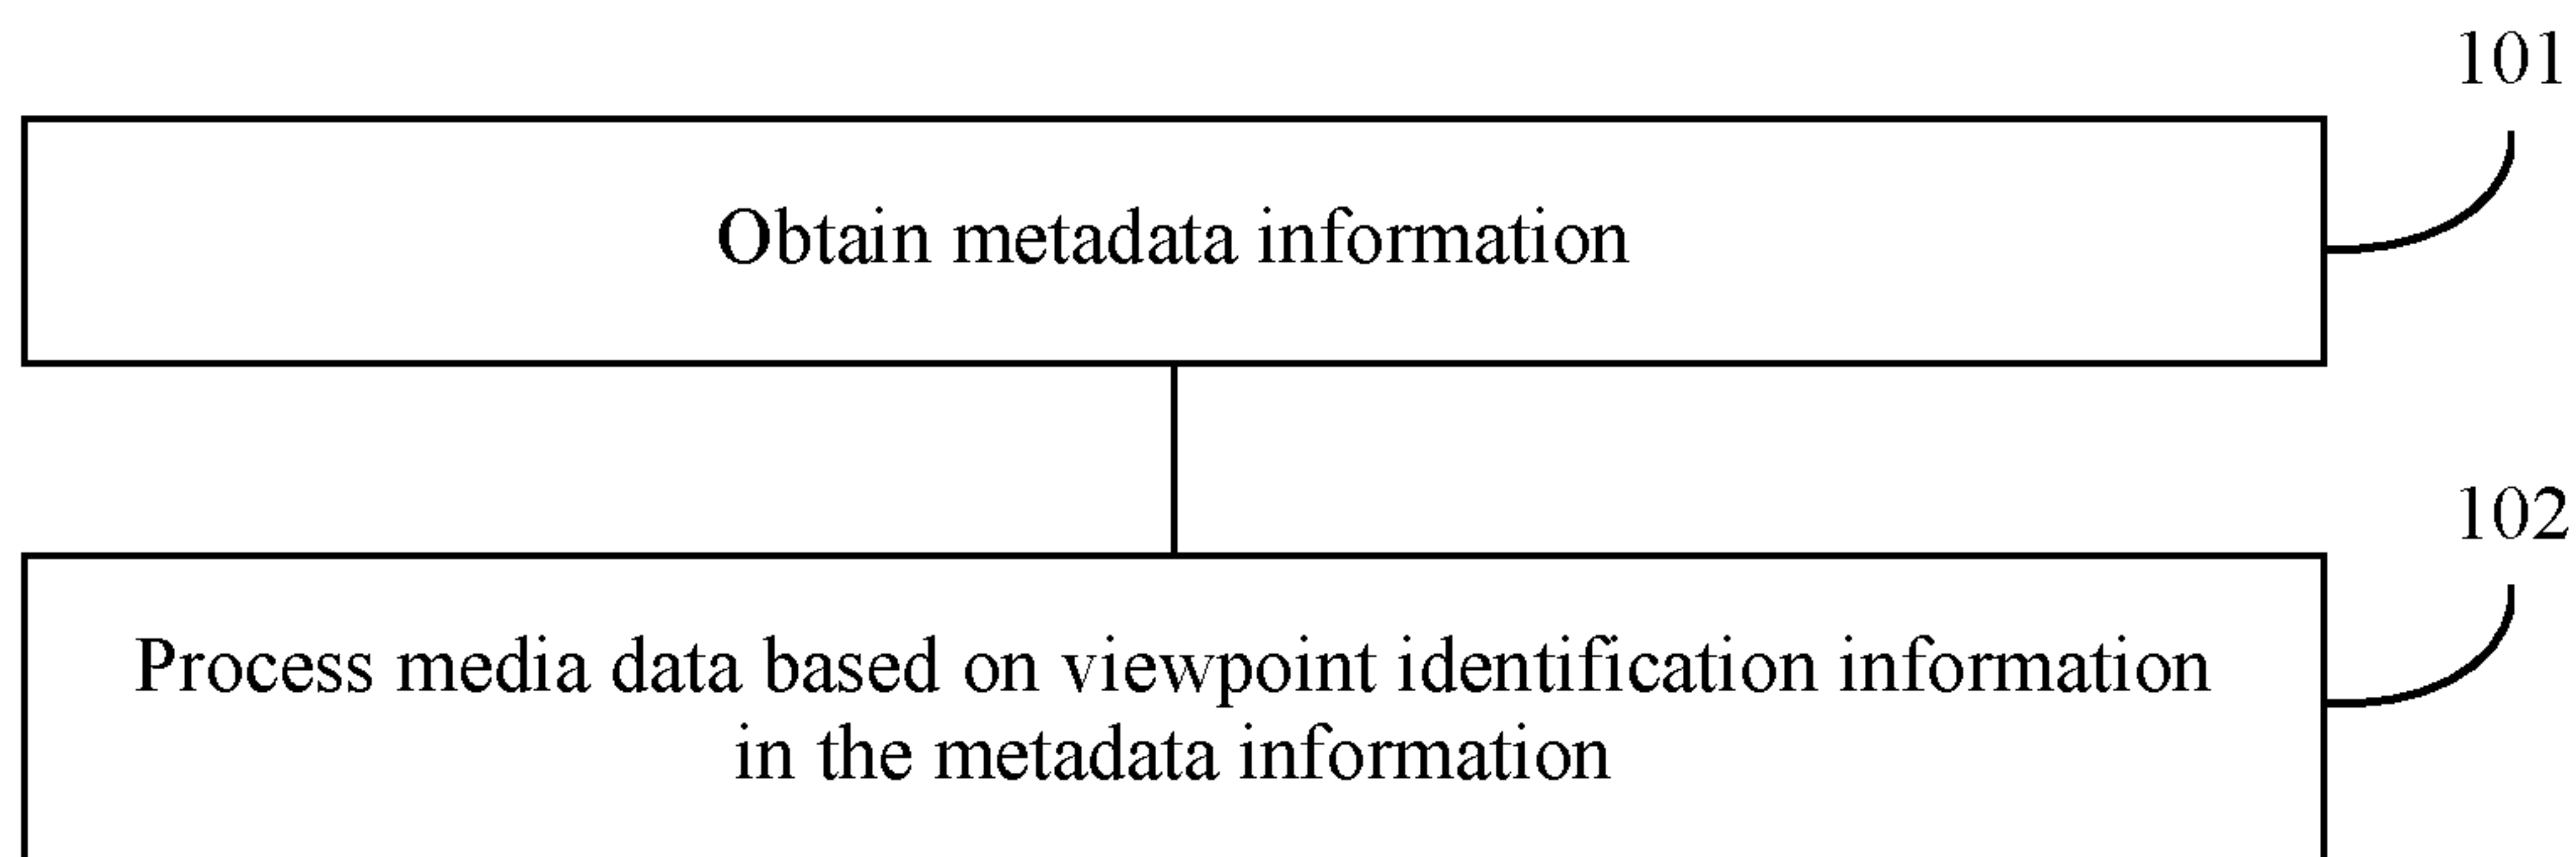 101
Obtain metadata information
102
Process media data based on viewpoint identification information
in the metadata information